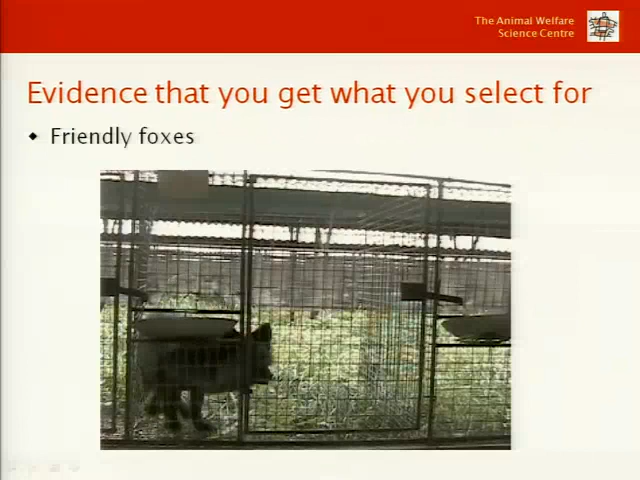 The Animal Welfare
Science Centre
Evidence that you get what you select for
Friendly foxes